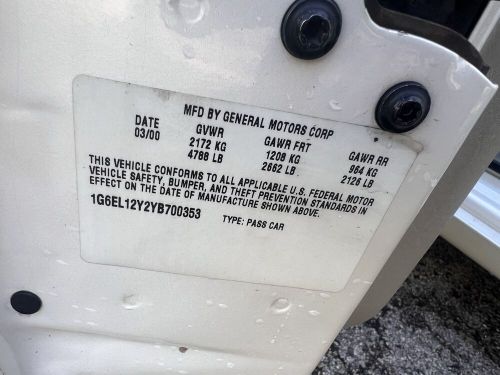 MFD BY GENERAL MOTORS CORP
DATE GVWR GAWR FRT GAWR RR
03/00 2172 KG 1208 KG 964 KG
4788 LB 2662 LB 2126 LB
THIS VEHICLE CONFORMS TO ALL APPLICABLE U.S. FEDERAL MOTOR
VEHICLE SAFETY, BUMPER, AND THEFT PREVENTION STANDARDS IN
EFFECT ON THE DATE OF MANUFACTURE SHOWN ABOVE.
1G6EL12Y2YB700353 TYPE: PASS CAR